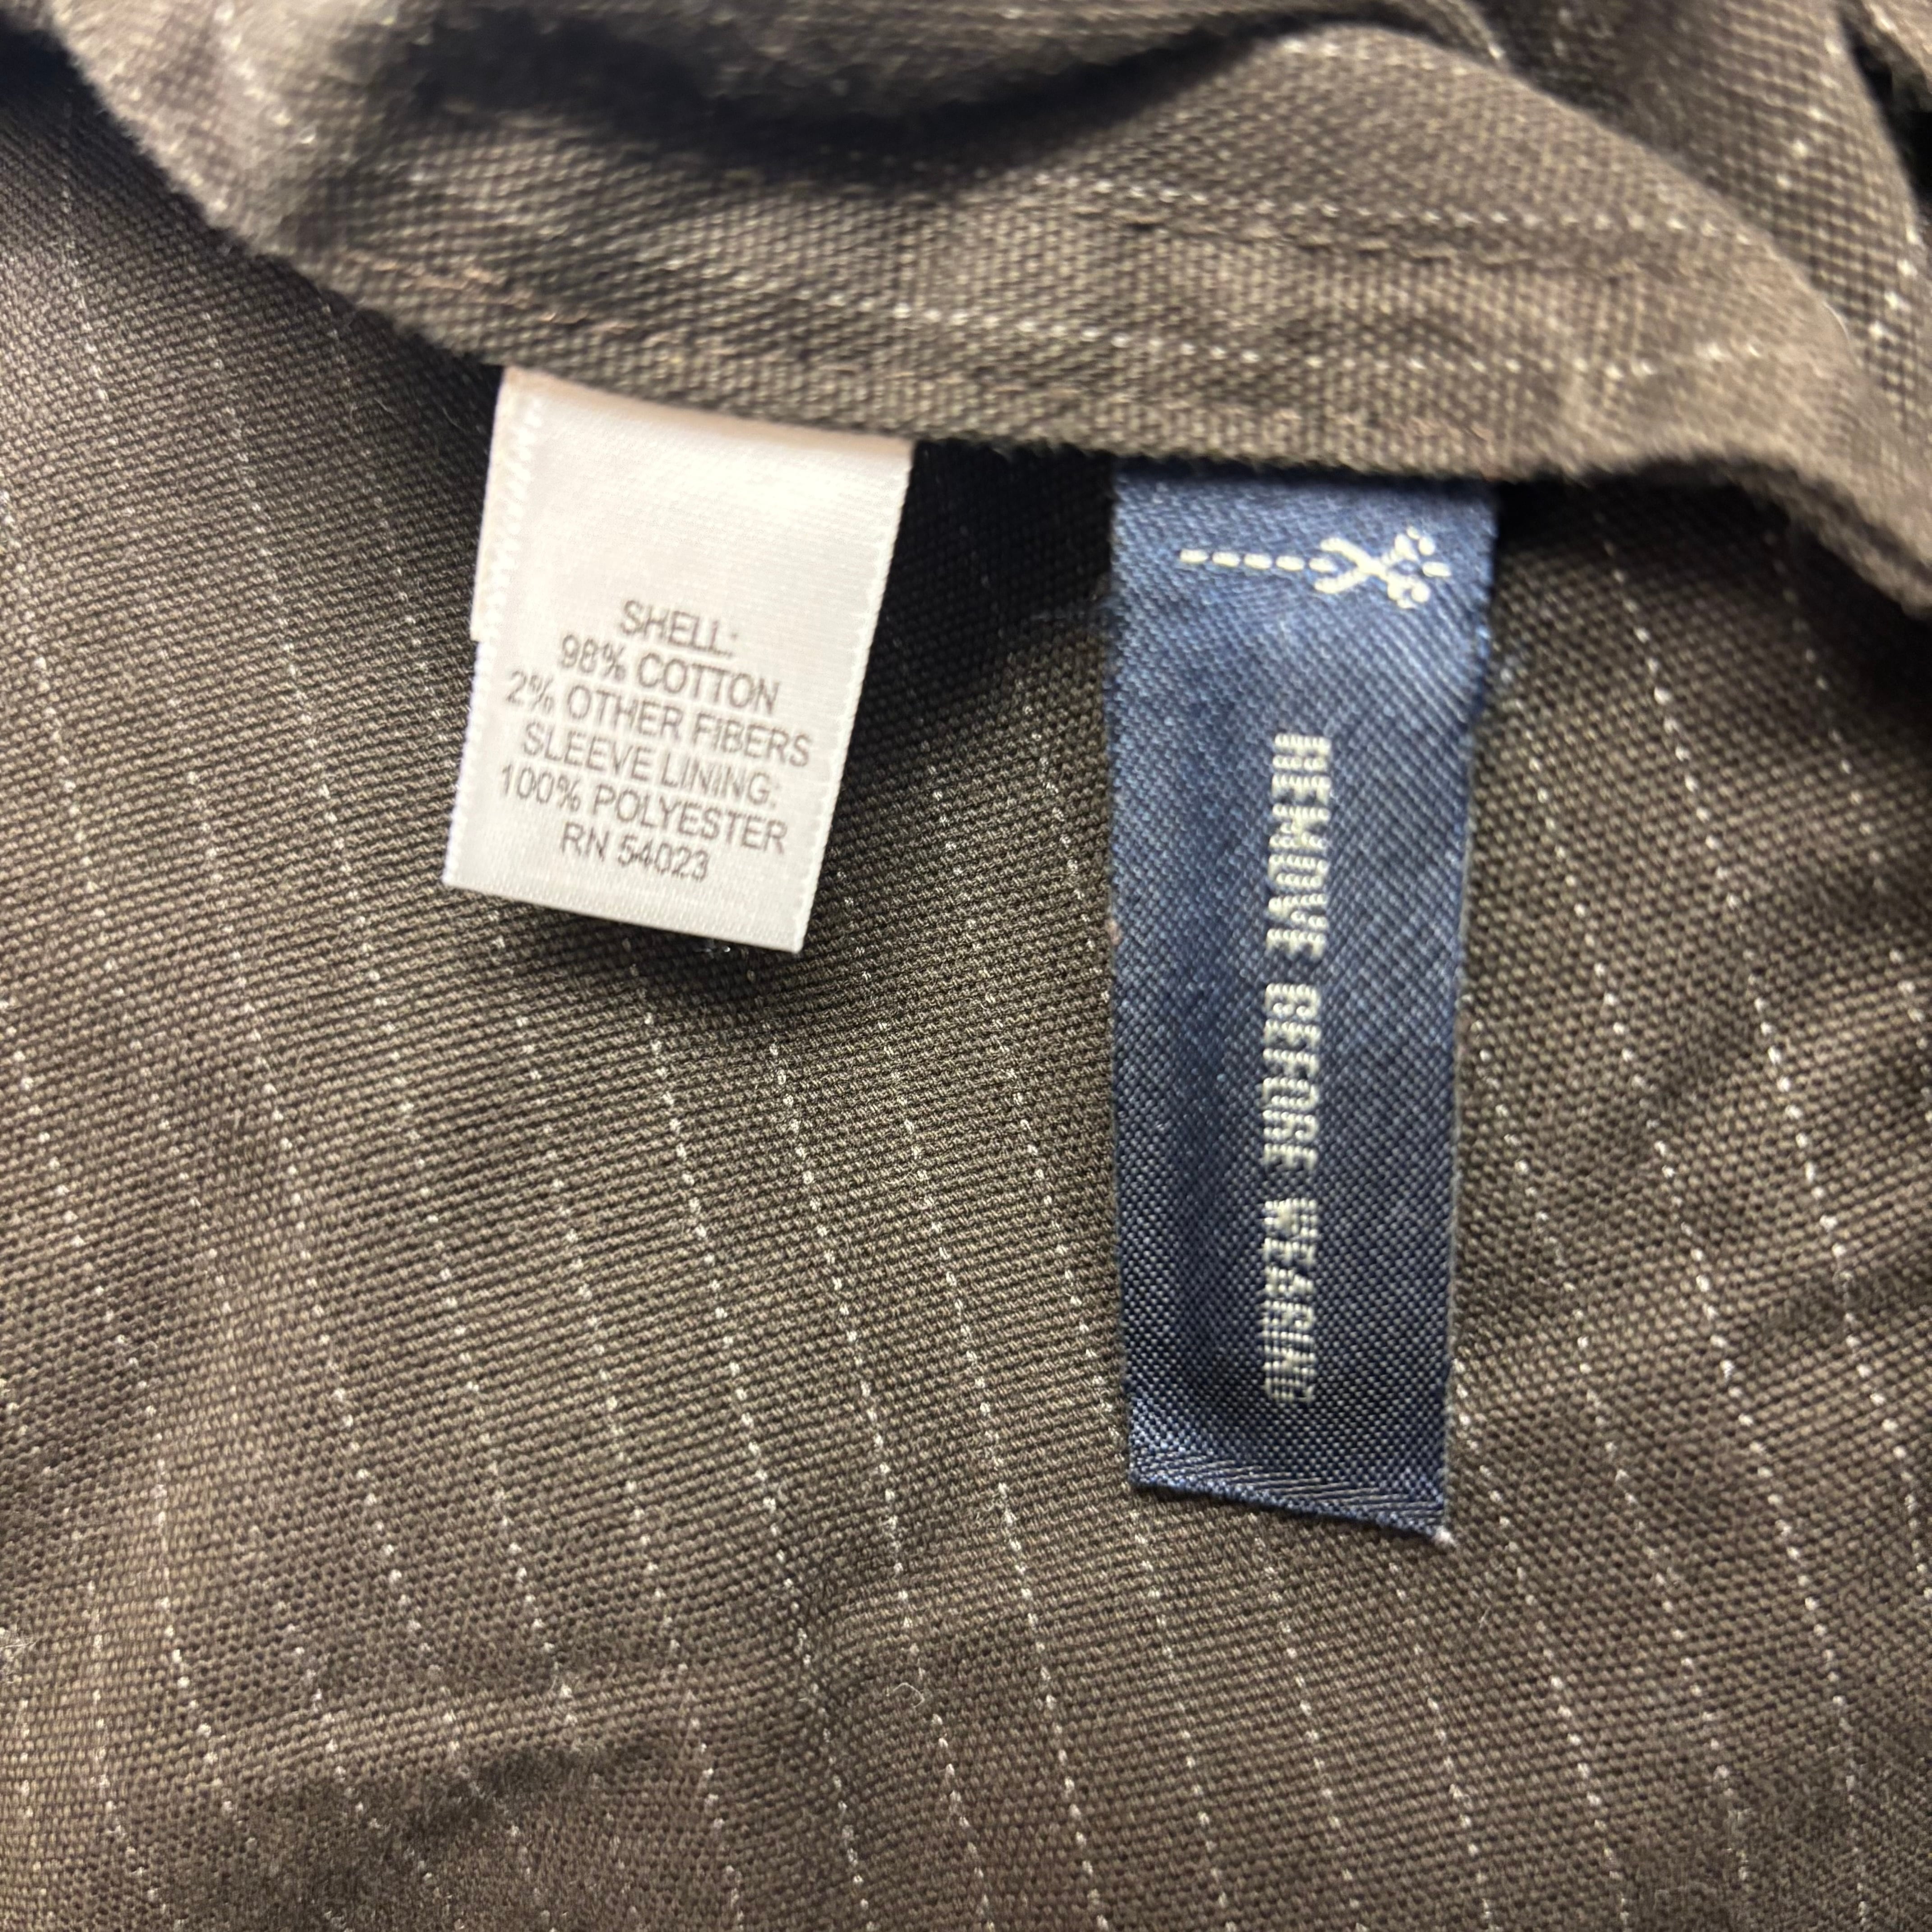 SHELL:
98% COTTON
2% OTHER FIBERS
SLEEVE LINING:
100% POLYESTER
RN 54023
REMOVE BEFORE WEARING